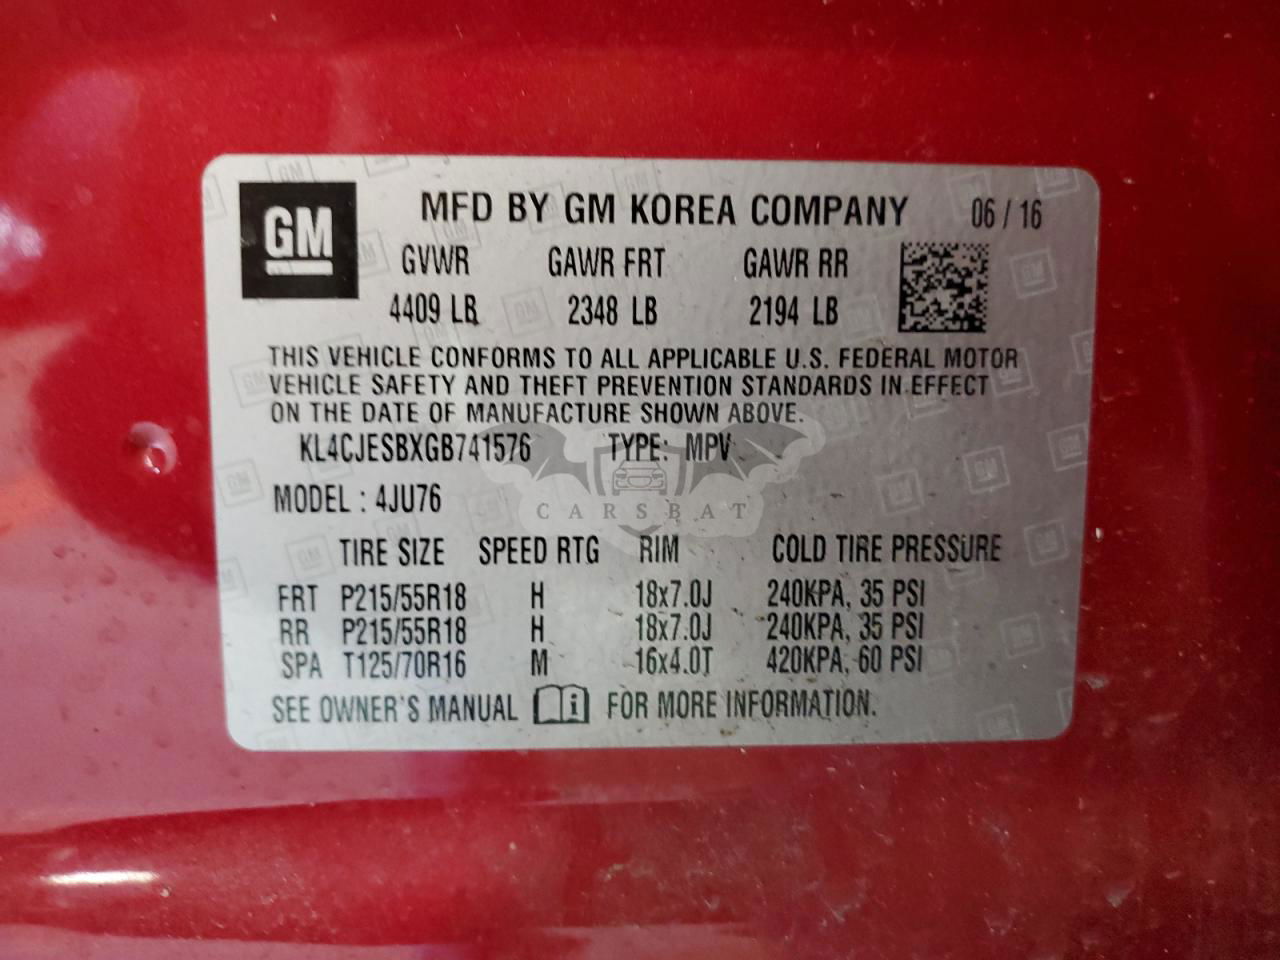 GM
MFD BY GM KOREA COMPANY 06 / 16
GVWR GAWR FRT GAWR RR
4409 LB 2348 LB 2194 LB
THIS VEHICLE CONFORMS TO ALL APPLICABLE U.S. FEDERAL MOTOR
VEHICLE SAFETY AND THEFT PREVENTION STANDARDS IN EFFECT
ON THE DATE OF MANUFACTURE SHOWN ABOVE.
KL4CJESBXGB741576 TYPE: MPV
MODEL : 4JU76
CARSBAT
TIRE SIZE SPEED RTG RIM COLD TIRE PRESSURE
FRT P215/55R18 H 18x7.0J 240KPA, 35 PSI
RR P215/55R18 H 18x7.0J 240KPA, 35 PSI
SPA T125/70R16 M 16x4.0T 420KPA, 60 PSI
SEE OWNER'S MANUAL i FOR MORE INFORMATION.